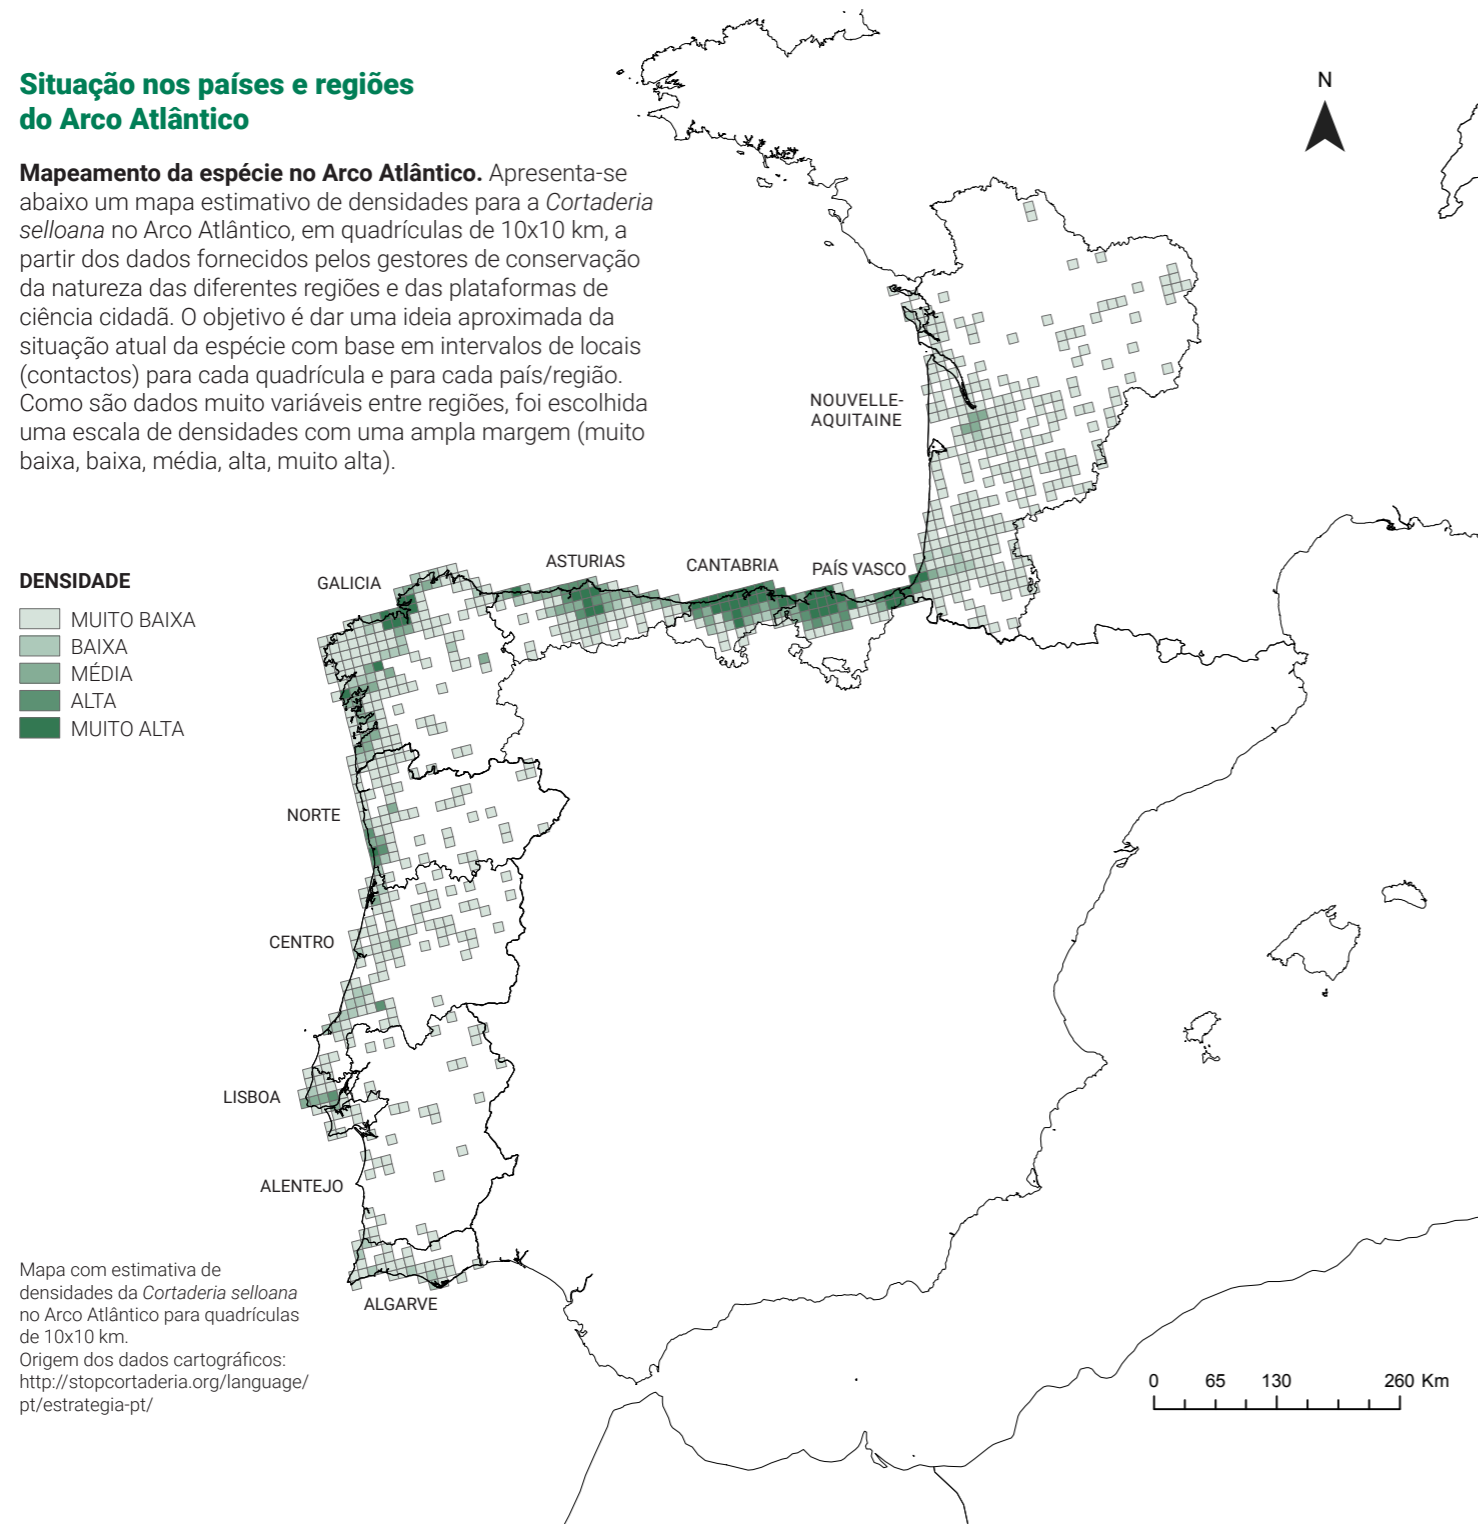 Situação nos países e regiões
do Arco Atlântico
Mapeamento da espécie no Arco Atlântico. Apresenta-se
abaixo um mapa estimativo de densidades para a Cortaderia
selloana no Arco Atlântico, em quadrículas de 10x10 km, a
partir dos dados fornecidos pelos gestores de conservação
da natureza das diferentes regiões e das plataformas de
ciência cidadã. O objetivo é dar uma ideia aproximada da
situação atual da espécie com base em intervalos de locais
(contactos) para cada quadrícula e para cada país/região.
Como são dados muito variáveis entre regiões, foi escolhida
uma escala de densidades com uma ampla margem (muito
baixa, baixa, média, alta, muito alta).
N
NOUVELLE-
AQUITAINE
DENSIDADE
MUITO BAIXA
BAIXA
MÉDIA
ALTA
MUITO ALTA
GALICIA
ASTURIAS
CANTABRIA
PAÍS VASCO
NORTE
CENTRO
LISBOA
ALENTEJO
ALGARVE
Mapa com estimativa de
densidades da Cortaderia selloana
no Arco Atlântico para quadrículas
de 10x10 km.
Origem dos dados cartográficos:
http://stopcortaderia.org/language/
pt/estrategia-pt/
0 65 130 260 Km